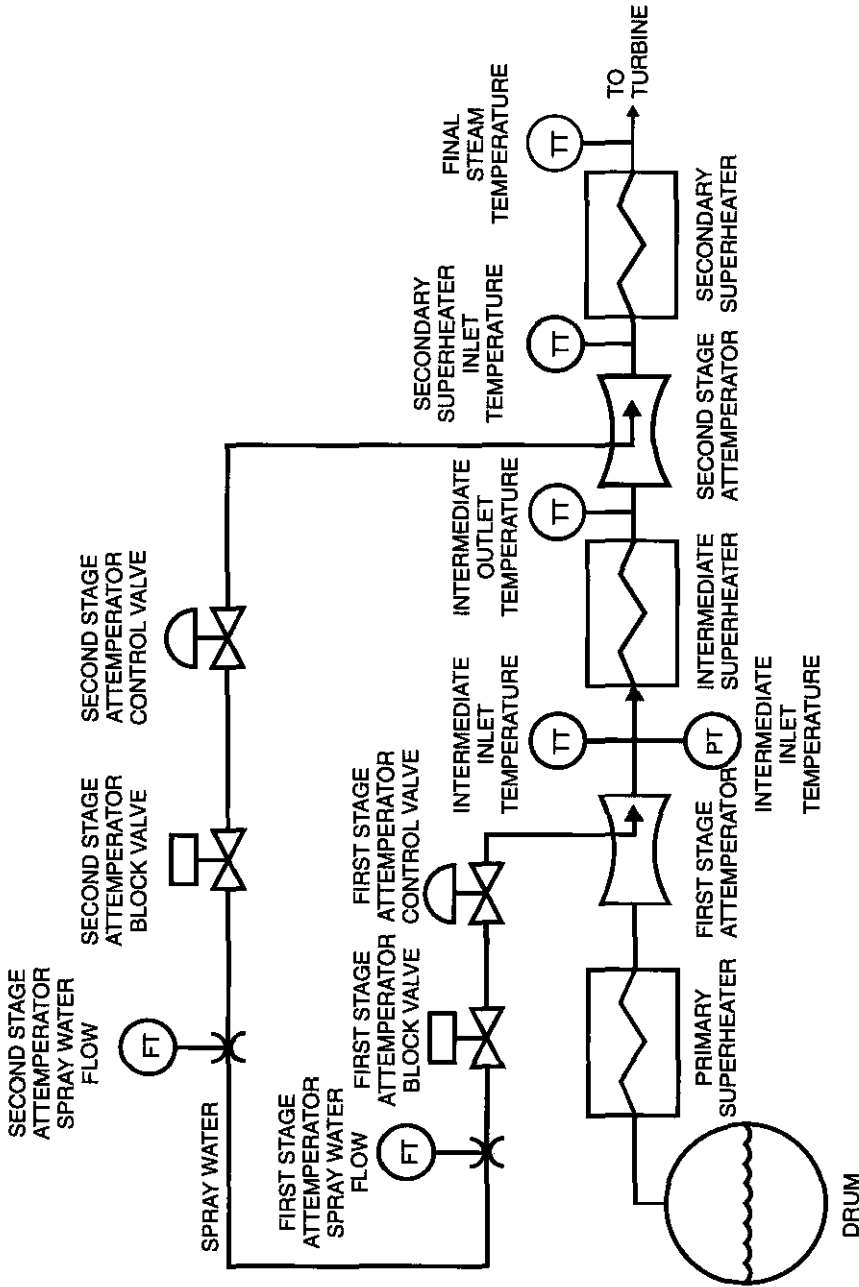 SECOND STAGE
ATTEMPERATOR
SPRAY WATER
FLOW
FT
SECOND STAGE
ATTEMPERATOR
BLOCK VALVE
SECOND STAGE
ATTEMPERATOR
CONTROL VALVE
SPRAY WATER
FIRST STAGE
ATTEMPERATOR
SPRAY WATER
FLOW
FT
FIRST STAGE
ATTEMPERATOR
BLOCK VALVE
FIRST STAGE
ATTEMPERATOR
CONTROL VALVE
INTERMEDIATE
INLET
TEMPERATURE
TT
INTERMEDIATE
OUTLET
TEMPERATURE
TT
SECONDARY
SUPERHEATER
INLET
TEMPERATURE
TT
FINAL
STEAM
TEMPERATURE
TT
TO
TURBINE
DRUM
PRIMARY
SUPERHEATER
FIRST STAGE
ATTEMPERATOR
PT
INTERMEDIATE
INLET
TEMPERATURE
INTERMEDIATE
SUPERHEATER
SECOND STAGE
ATTEMPERATOR
SECONDARY
SUPERHEATER